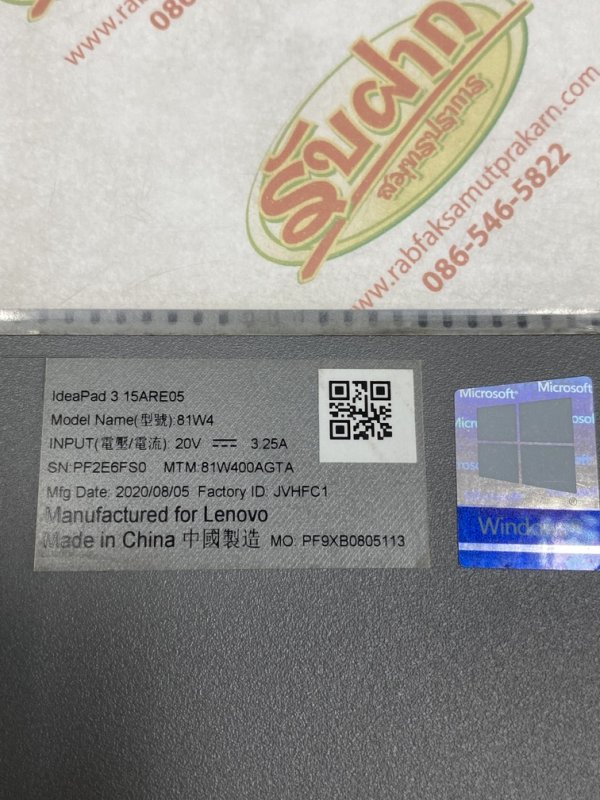 086-546-5822
www.rabfaksamutprakarn.com
รับฝาก
สมุทรปราการ
www.rabfaksamutprakarn.com
086-546-5822
IdeaPad 3 15ARE05
Model Name(型號):81W4
INPUT(電壓/電流): 20V ⎓ 3.25A
SN:PF2E6FS0 MTM:81W400AGTA
Mfg Date: 2020/08/05 Factory ID: JVHFC1
Manufactured for Lenovo
Made in China 中國製造 MO: PF9XB0805113
Microsoft® Microsoft
Windows